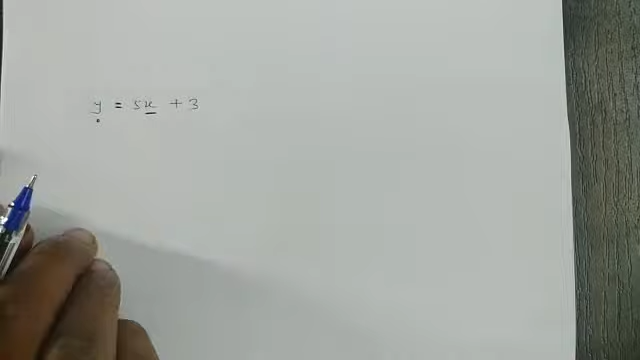 y = 5x + 3